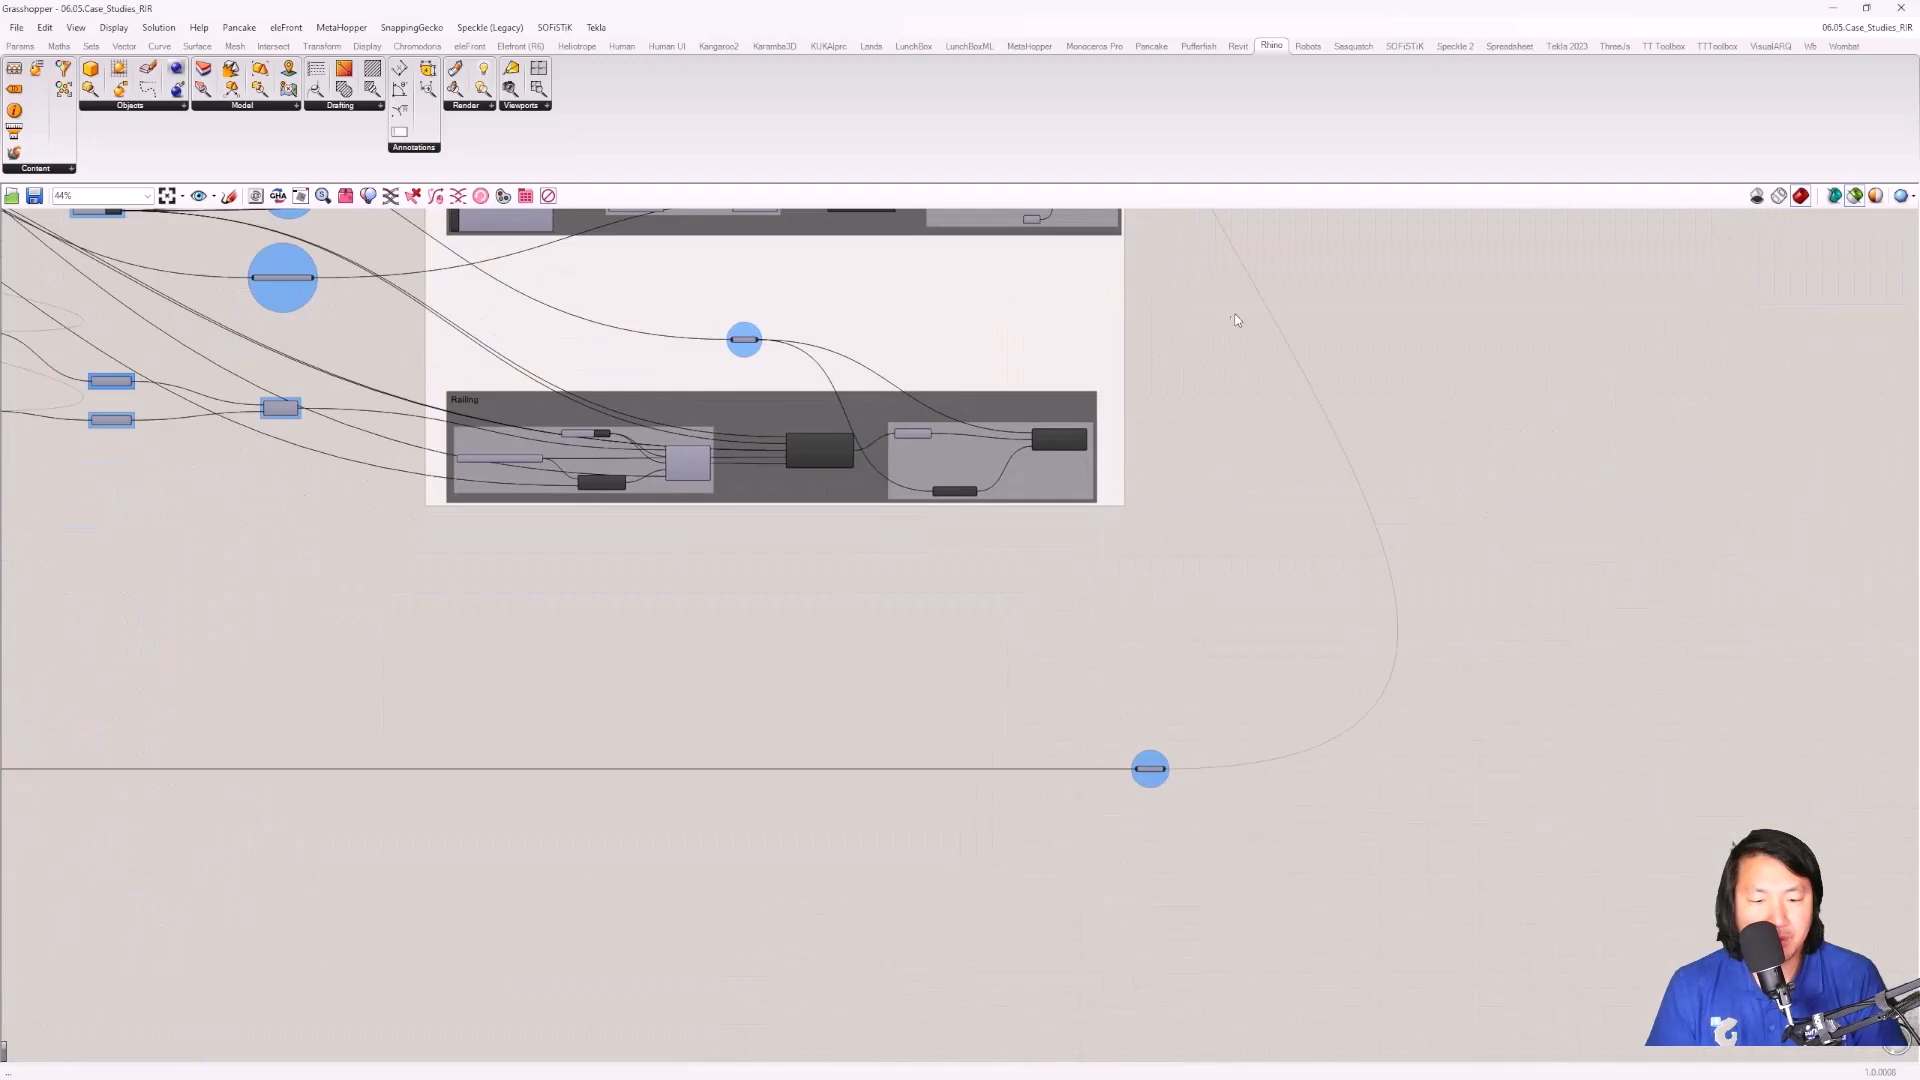 Grasshopper - 06.05.Case_Studies_RIR
File Edit View Display Solution Help Pancake eleFront MetaHopper SnappingGecko Speckle (Legacy) SOFiSTiK Tekla 06.05.Case_Studies_RIR
Params Maths Sets Vector Curve Surface Mesh Intersect Transform Display Chromodoris eleFront Elefront (R6) Heliotrope Human Human UI Kangaroo2 Karamba3D KUKA|prc Lands LunchBox LunchBoxML MetaHopper Monoceros Pro Pancake Pufferfish Revit Rhino Robots Sasquatch SOFiSTiK Speckle 2 Spreadsheet Tekla 2023 ThreeJs TT Toolbox TTToolbox VisualARQ Wb Wombat
Objects + Model + Drafting + Render + Viewports +
Annotations
Content +
44%
Railing
...
1.0.0008